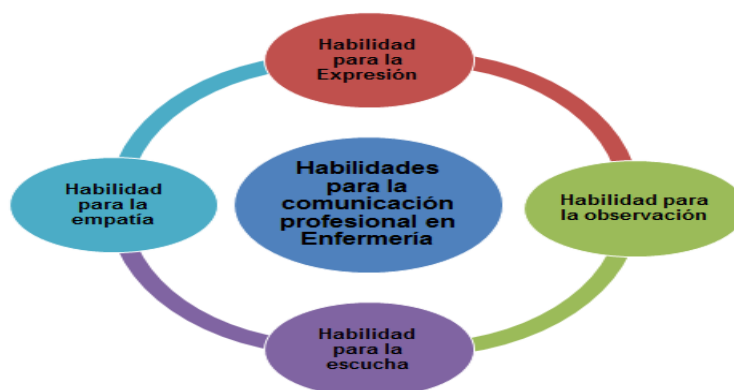 Habilidad
para la
Expresión
Habilidades
para la
comunicación
profesional en
Enfermería
Habilidad
para la
empatía
Habilidad para
la observación
Habilidad
para la
escucha